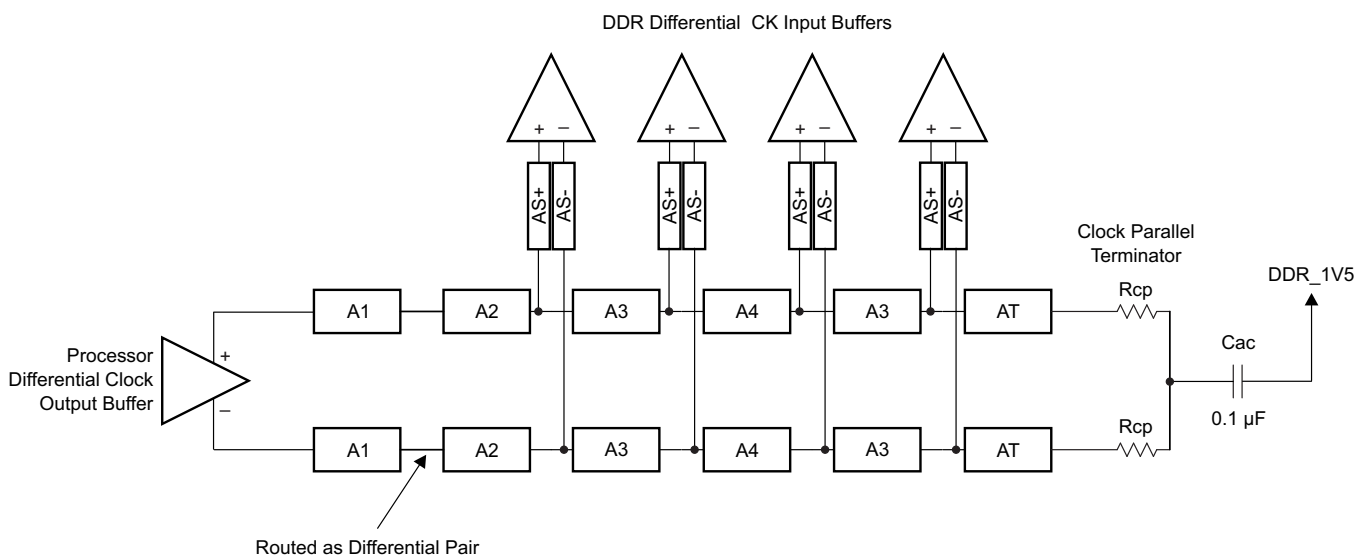 DDR Differential CK Input Buffers
+ – + – + – + –
AS+ AS- AS+ AS- AS+ AS- AS+ AS-
Clock Parallel
Terminator
DDR_1V5
A1 A2 A3 A4 A3 AT Rcp
Processor
Differential Clock
Output Buffer
+
–
Cac
0.1 µF
A1 A2 A3 A4 A3 AT Rcp
Routed as Differential Pair